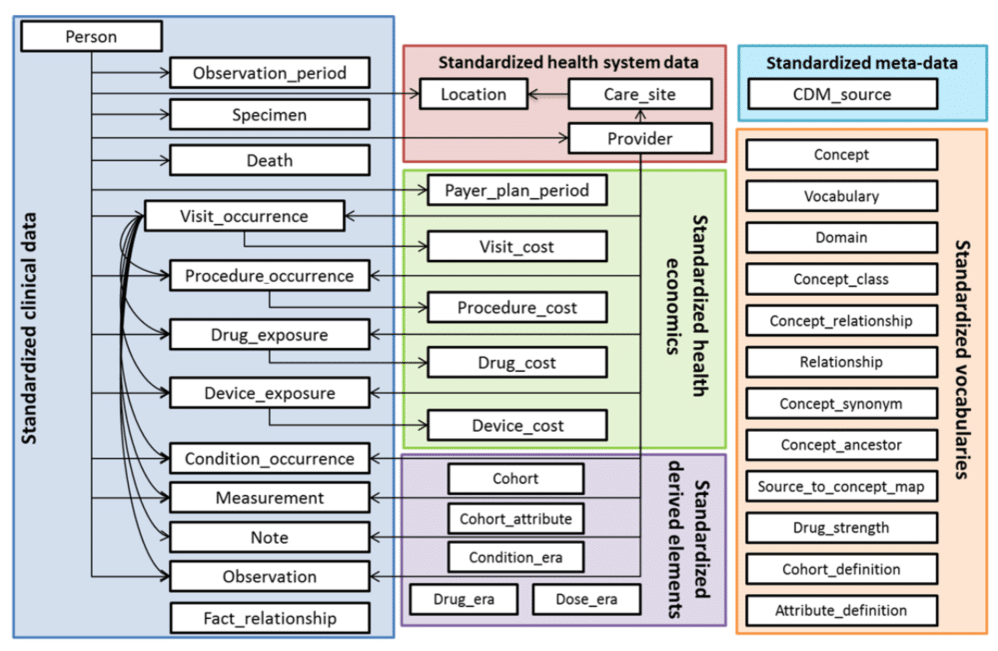 Person
Observation_period
Specimen
Death
Visit_occurrence
Procedure_occurrence
Drug_exposure
Device_exposure
Condition_occurrence
Measurement
Note
Observation
Fact_relationship
Standardized clinical data
Standardized health system data
Location
Care_site
Provider
Payer_plan_period
Visit_cost
Procedure_cost
Drug_cost
Device_cost
Standardized health
economics
Cohort
Cohort_attribute
Condition_era
Drug_era
Dose_era
Standardized
derived elements
Standardized meta-data
CDM_source
Concept
Vocabulary
Domain
Concept_class
Concept_relationship
Relationship
Concept_synonym
Concept_ancestor
Source_to_concept_map
Drug_strength
Cohort_definition
Attribute_definition
Standardized vocabularies